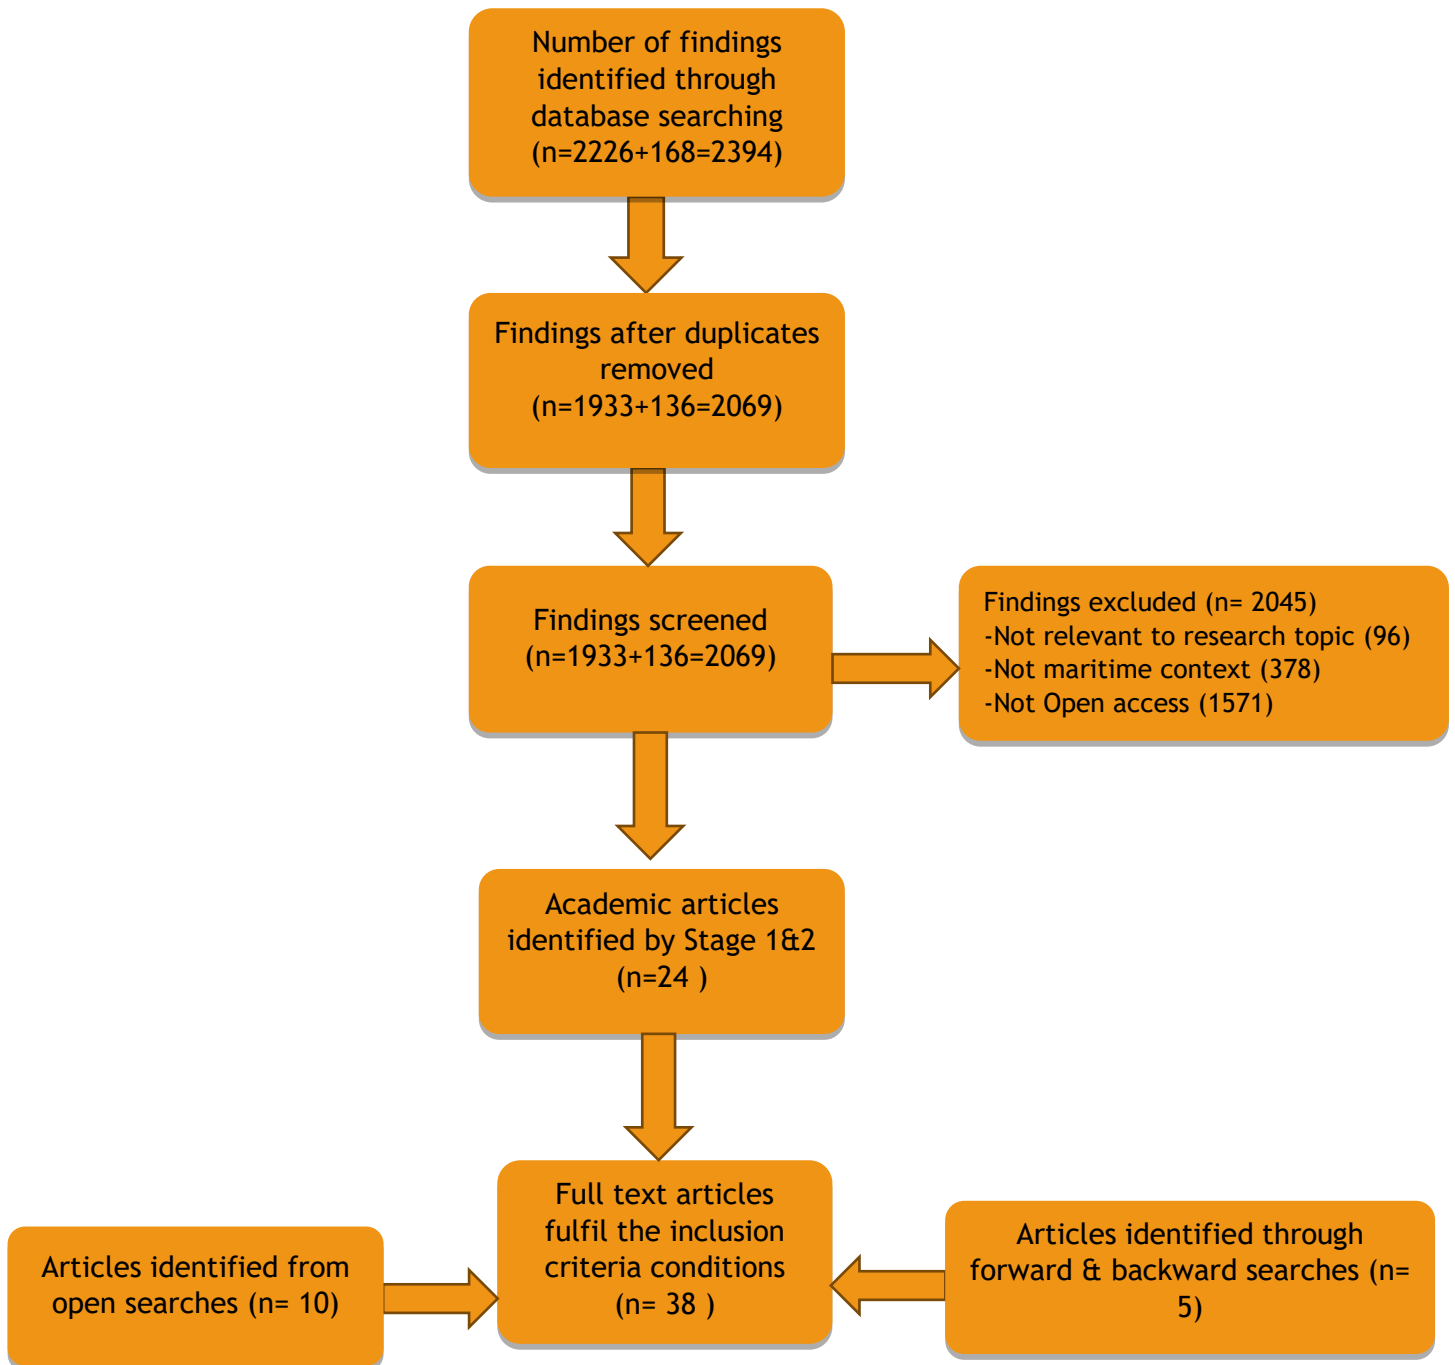 Number of findings
identified through
database searching
(n=2226+168=2394)
Findings after duplicates
removed
(n=1933+136=2069)
Findings screened
(n=1933+136=2069)
Findings excluded (n= 2045)
-Not relevant to research topic (96)
-Not maritime context (378)
-Not Open access (1571)
Academic articles
identified by Stage 1&2
(n=24 )
Full text articles
fulfil the inclusion
criteria conditions
(n= 38 )
Articles identified from
open searches (n= 10)
Articles identified through
forward & backward searches (n=
5)